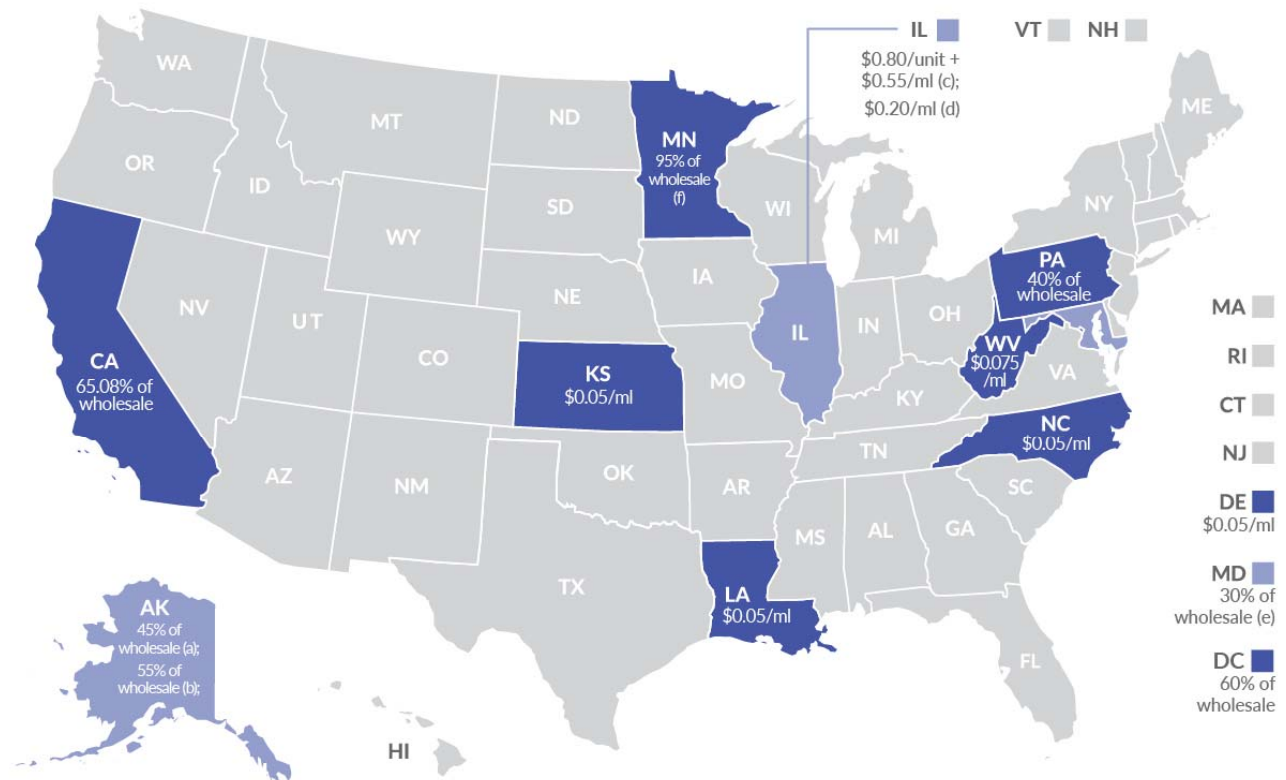 IL
$0.80/unit +
$0.55/ml (c);
$0.20/ml (d)
VT
NH
WA
MT
ND
MN
95% of
wholesale
(f)
ME
OR
ID
SD
WI
MI
NY
WY
CA
65.08% of
wholesale
NV
UT
CO
NE
IA
IL
IN
OH
PA
40% of
wholesale
WV
$0.075
/ml
VA
KS
$0.05/ml
MO
KY
NC
$0.05/ml
TN
AZ
NM
OK
AR
SC
MS
AL
GA
TX
LA
$0.05/ml
FL
MA
RI
CT
NJ
DE
$0.05/ml
MD
30% of
wholesale (e)
DC
60% of
wholesale
AK
45% of
wholesale (a);
55% of
wholesale (b);
HI